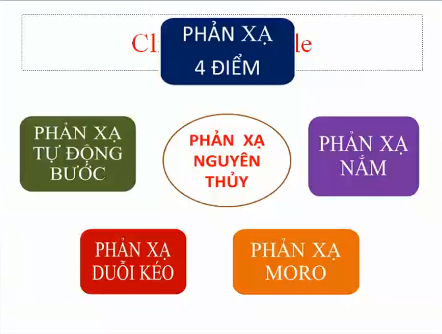 PHẢN XẠ
4 ĐIỂM
Cl le
PHẢN XẠ
TỰ ĐỘNG
BƯỚC
PHẢN XẠ
NGUYÊN
THỦY
PHẢN XẠ
NẮM
PHẢN XẠ
DUỖI KÉO
PHẢN XẠ
MORO